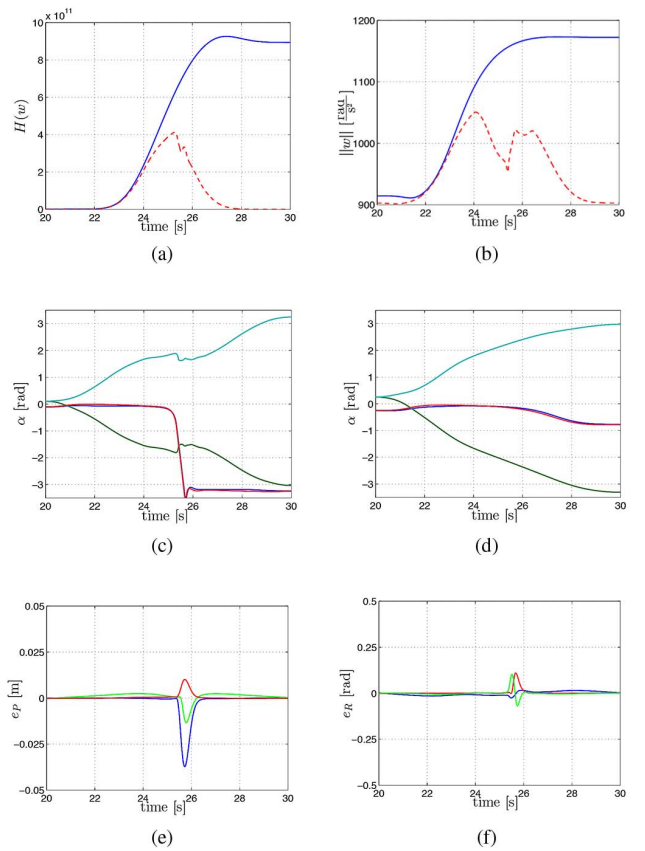 x 10¹¹
10
8
6
4
2
0
H(w)
20 22 24 26 28 30
time [s]
(a)
1200
1100
1000
900
||w|| [rad/s²]
20 22 24 26 28 30
time [s]
(b)
3
2
1
0
−1
−2
−3
α [rad]
20 22 24 26 28 30
time [s]
(c)
3
2
1
0
−1
−2
−3
α [rad]
20 22 24 26 28 30
time [s]
(d)
0.05
0.025
0
−0.025
−0.05
e_P [m]
20 22 24 26 28 30
time [s]
(e)
0.5
0.25
0
−0.25
−0.5
e_R [rad]
20 22 24 26 28 30
time [s]
(f)